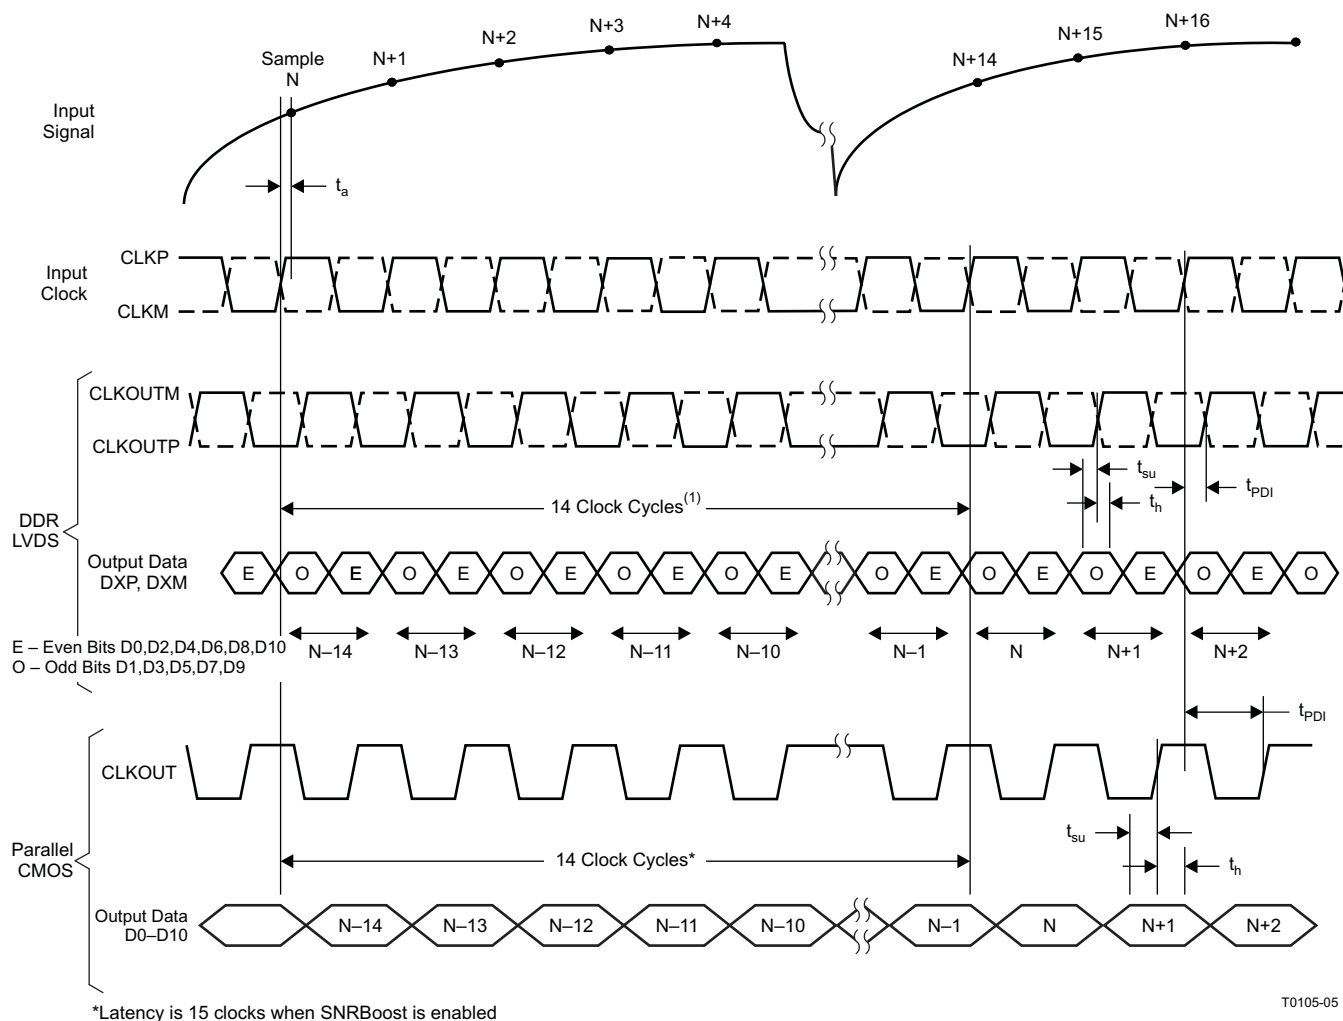 Sample
N
N+1
N+2
N+3
N+4
N+14
N+15
N+16
Input
Signal
ta
CLKP
Input
Clock
CLKM
CLKOUTM
CLKOUTP
tsu
tPDI
th
14 Clock Cycles(1)
DDR
LVDS
Output Data
DXP, DXM
E O E O E O E O E O E O E O E O E O E O
E – Even Bits D0,D2,D4,D6,D8,D10
O – Odd Bits D1,D3,D5,D7,D9
N–14 N–13 N–12 N–11 N–10 N–1 N N+1 N+2
tPDI
CLKOUT
tsu
Parallel
CMOS
14 Clock Cycles*
th
Output Data
D0–D10
N–14 N–13 N–12 N–11 N–10 N–1 N N+1 N+2
*Latency is 15 clocks when SNRBoost is enabled
T0105-05